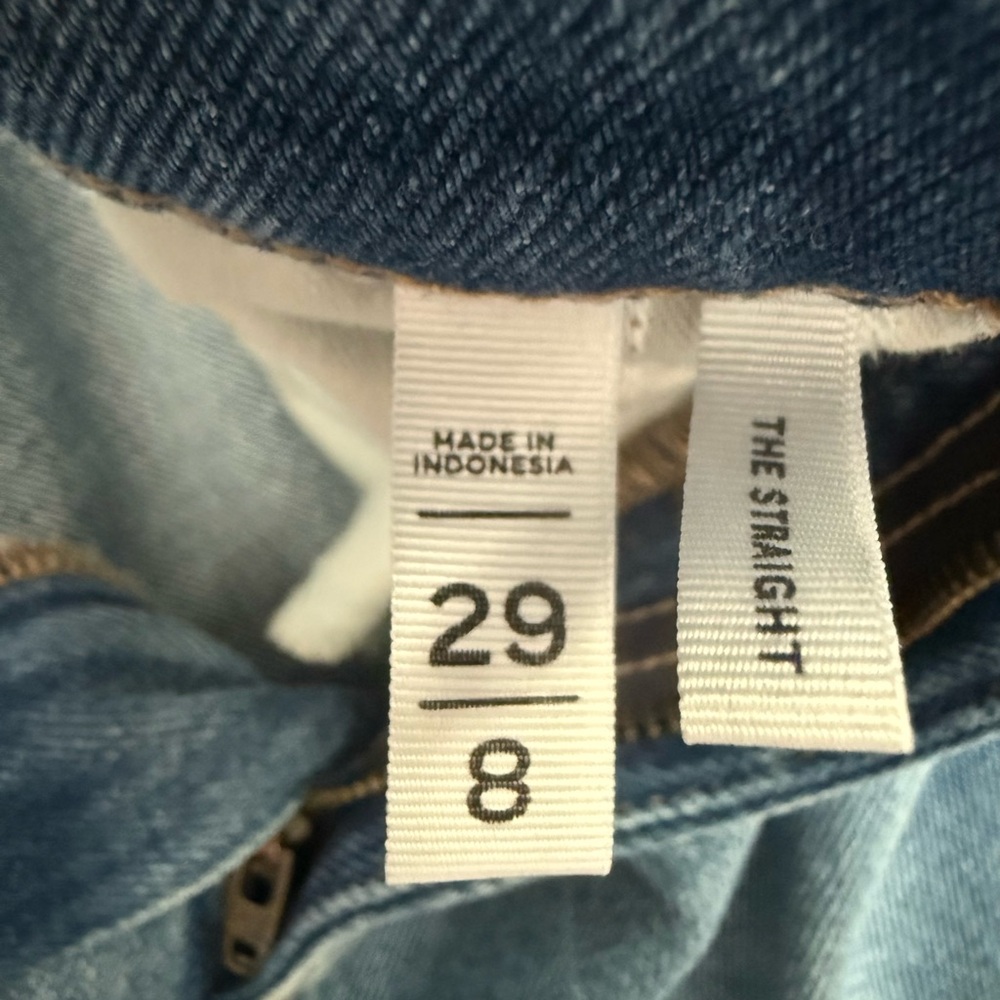 MADE IN
INDONESIA
29
8
THE STRAIGHT